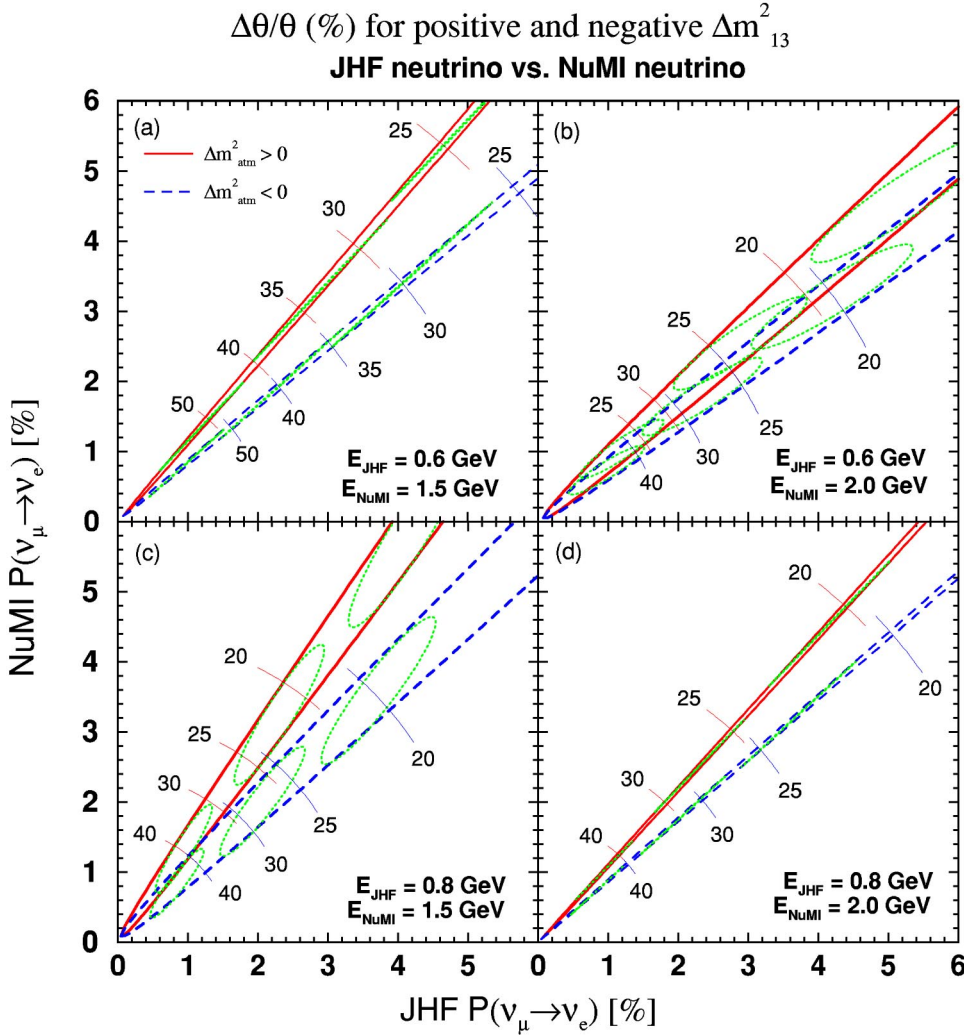 Δθ/θ (%) for positive and negative Δm²₁₃
JHF neutrino vs. NuMI neutrino
6
5
4
3
2
1
0
(a)
Δm²atm > 0
Δm²atm < 0
25
25
30
30
35
35
40
40
50
50
E_JHF = 0.6 GeV
E_NuMI = 1.5 GeV
(b)
20
20
25
25
30
30
25
25
40
40
E_JHF = 0.6 GeV
E_NuMI = 2.0 GeV
5
4
3
2
1
0
(c)
20
20
25
25
30
30
40
40
E_JHF = 0.8 GeV
E_NuMI = 1.5 GeV
(d)
20
20
25
25
30
30
40
40
E_JHF = 0.8 GeV
E_NuMI = 2.0 GeV
0 1 2 3 4 5 0 1 2 3 4 5 6
NuMI P(νμ→νe) [%]
JHF P(νμ→νe) [%]